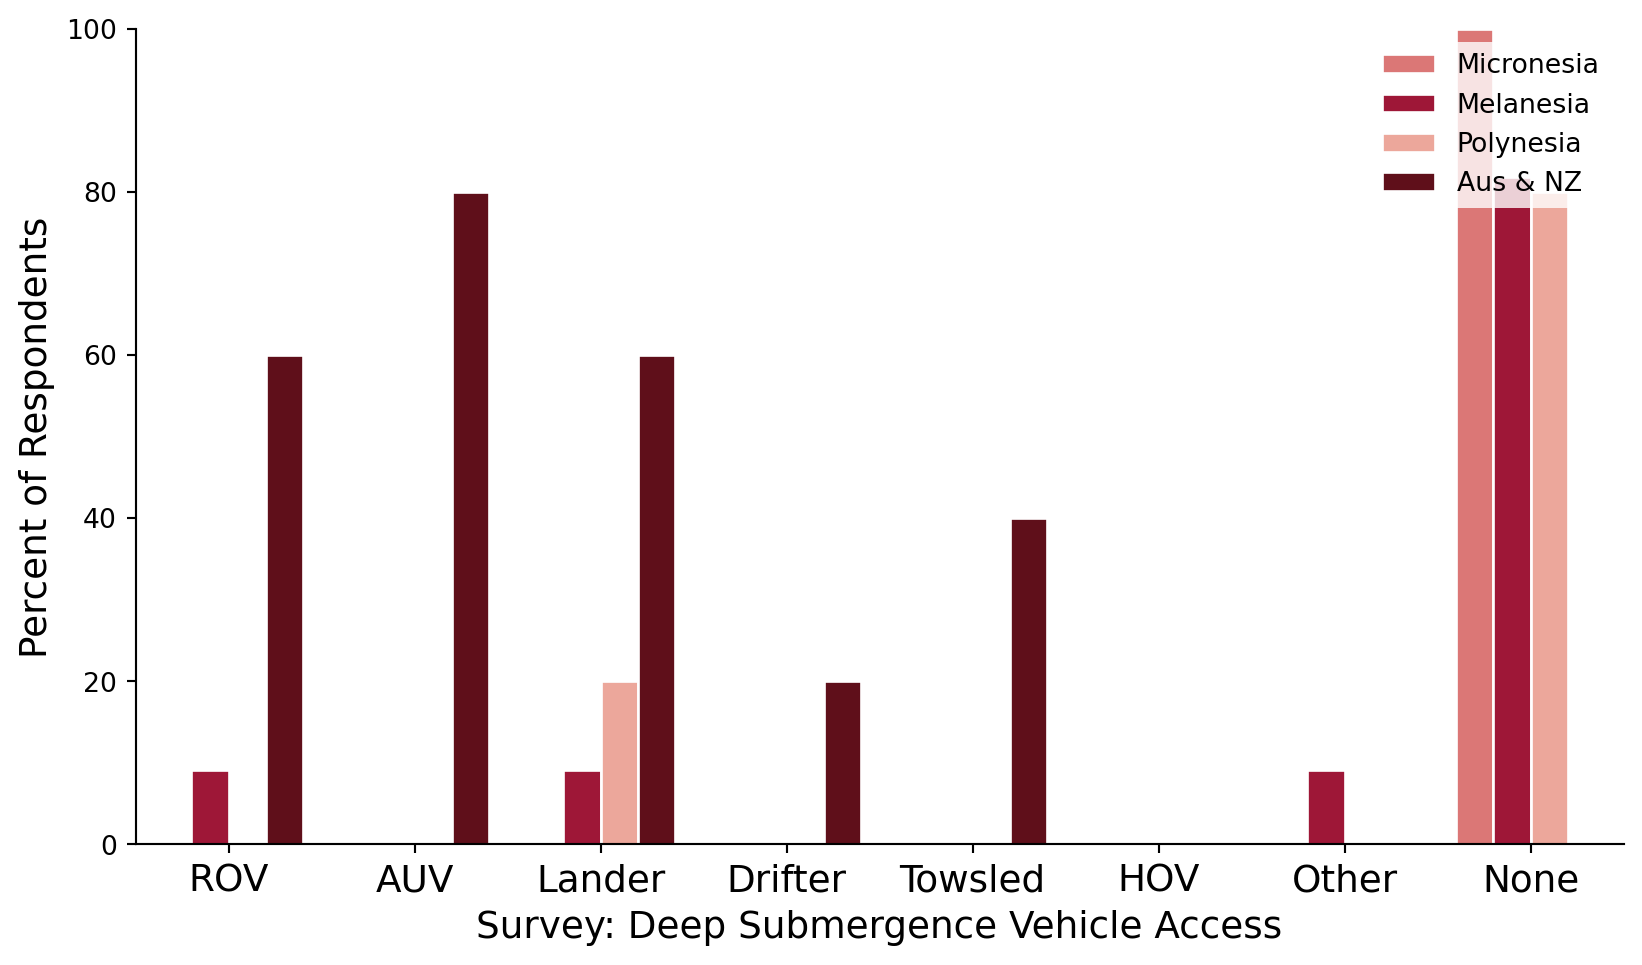 100
80
60
40
20
0
Percent of Respondents
Micronesia
Melanesia
Polynesia
Aus & NZ
ROV AUV Lander Drifter Towsled HOV Other None
Survey: Deep Submergence Vehicle Access